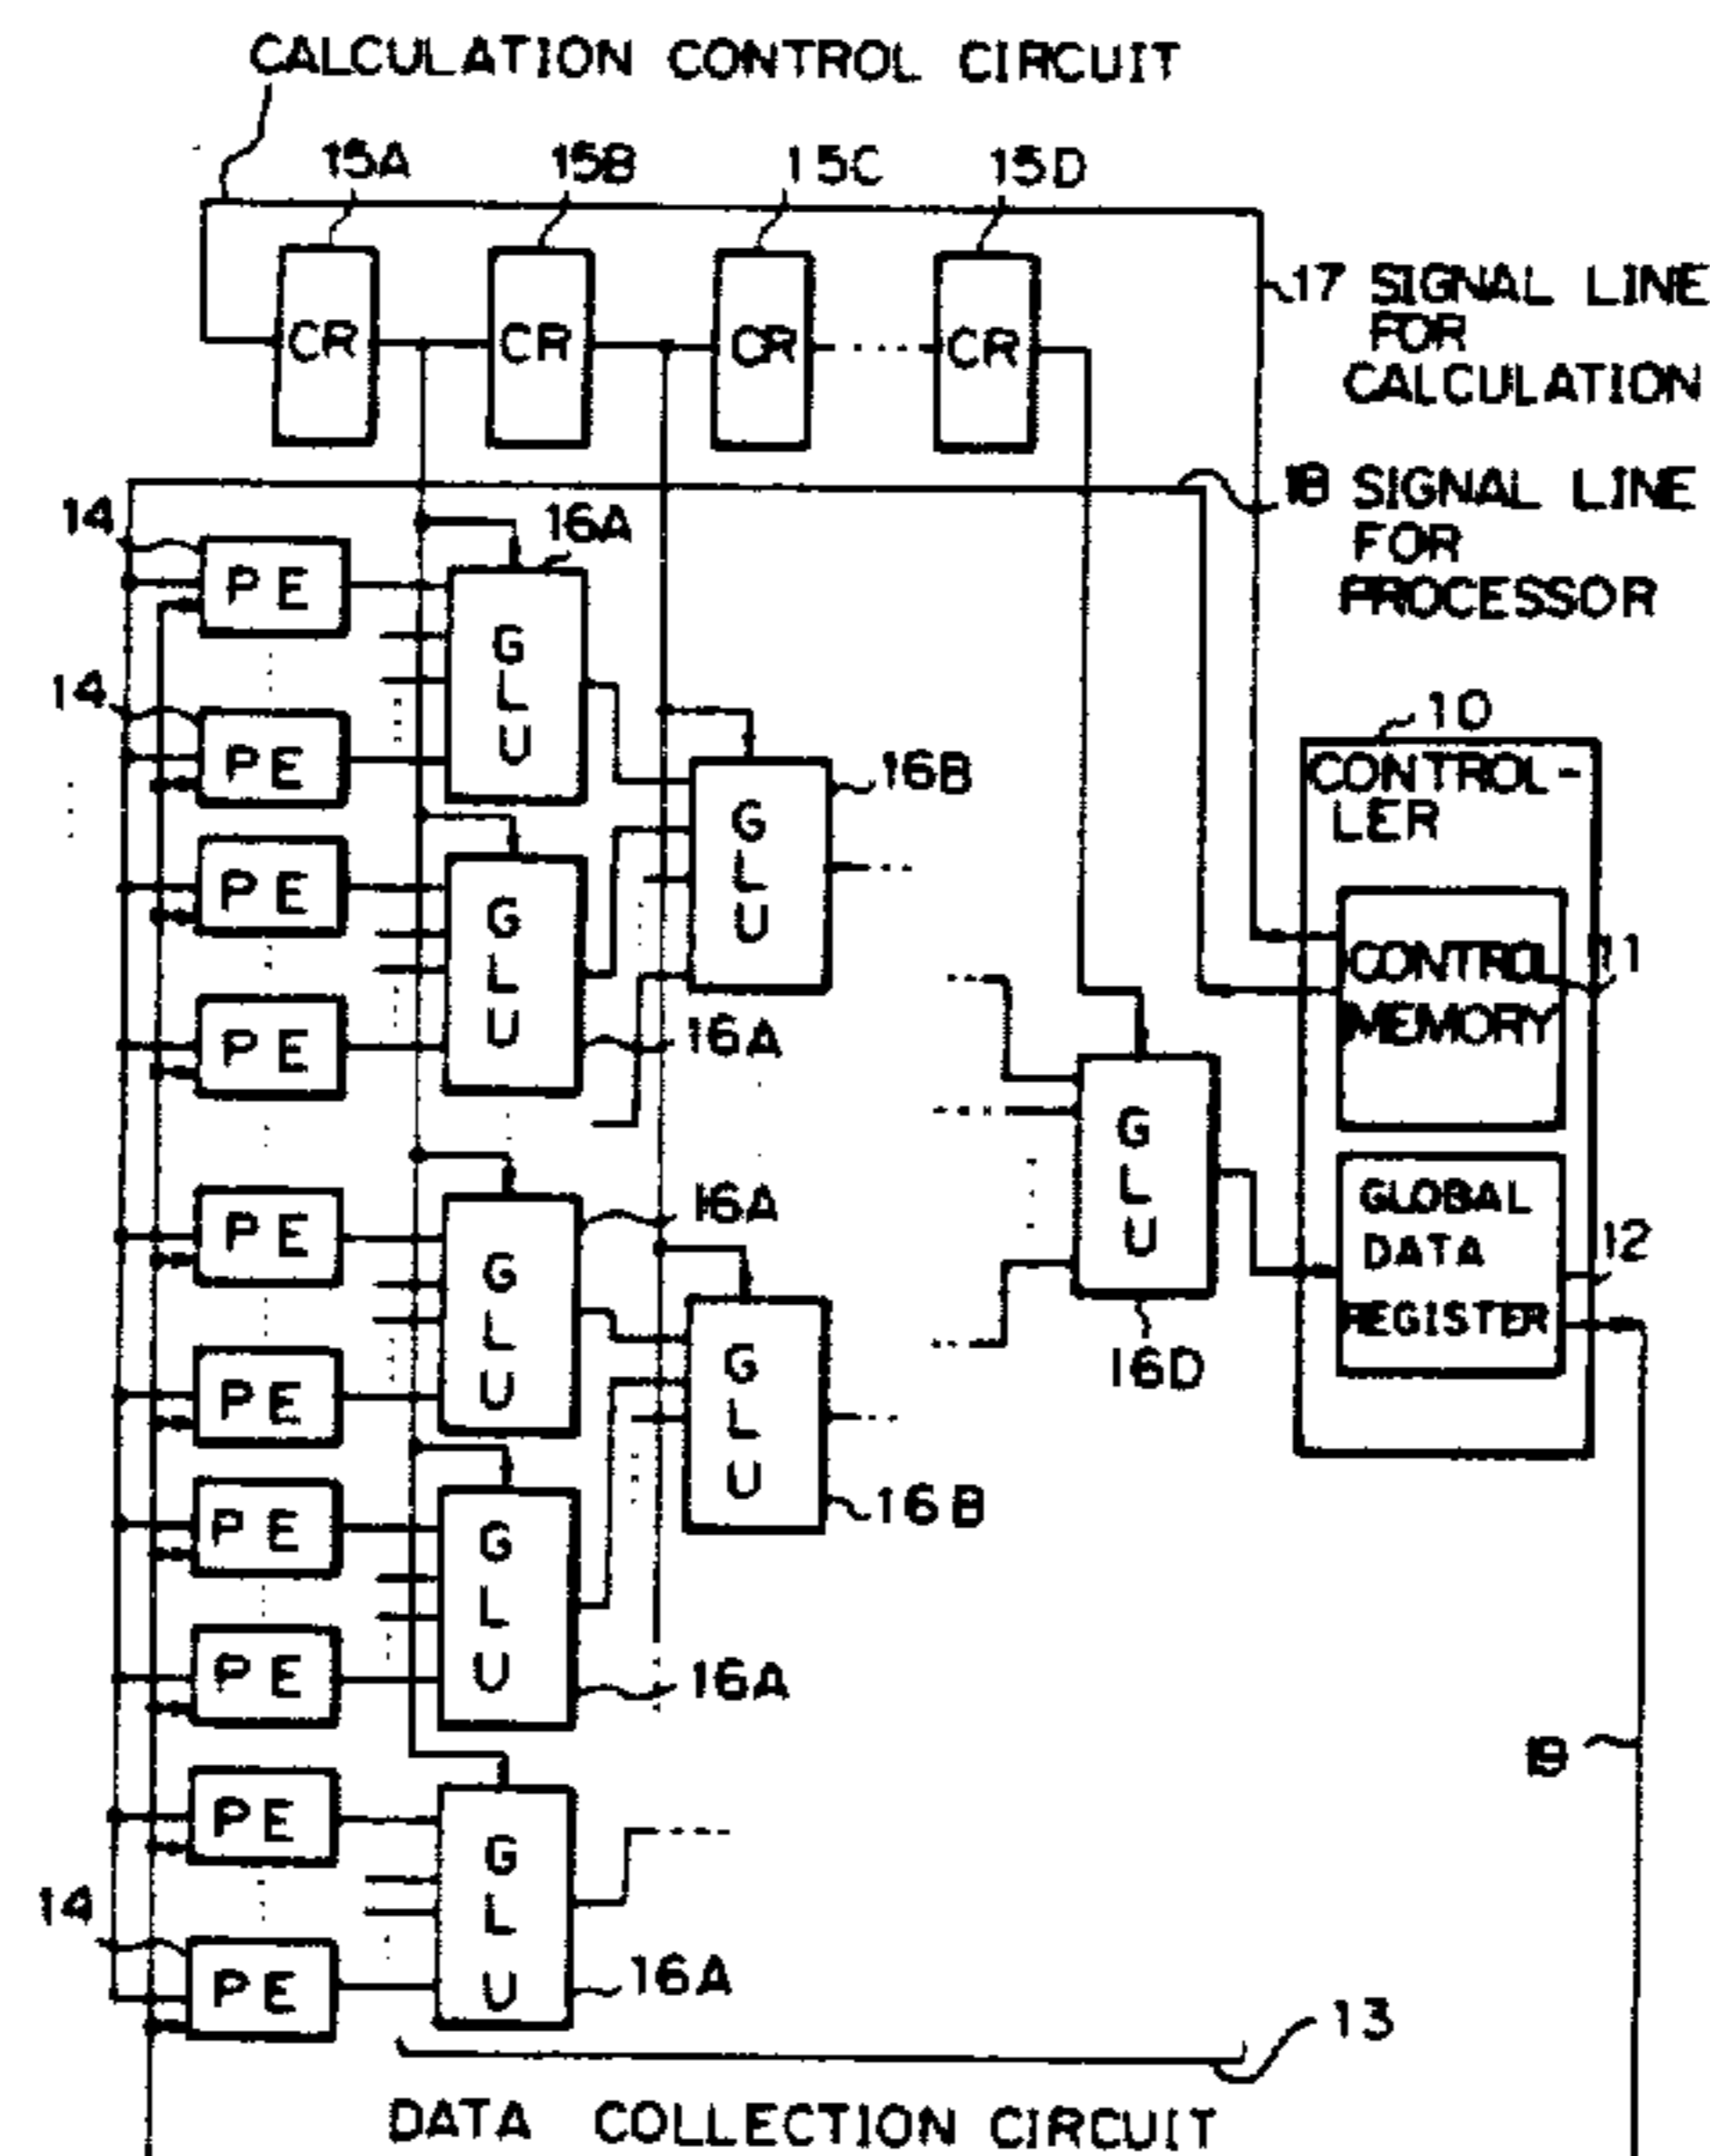 CALCULATION CONTROL CIRCUIT
15A 15B 15C 15D
CR CR CR CR
17 SIGNAL LINE
FOR
CALCULATION
18 SIGNAL LINE
FOR
PROCESSOR
14
16A
PE
GLU
14
PE
10
CONTROL-
LER
16B
GLU
PE
GLU
CONTROL
MEMORY
11
PE
16A
GLU
GLOBAL
DATA
REGISTER
12
16D
PE
16A
GLU
PE
GLU
16B
PE
GLU
PE
16A
19
PE
GLU
14
PE
16A
13
DATA COLLECTION CIRCUIT